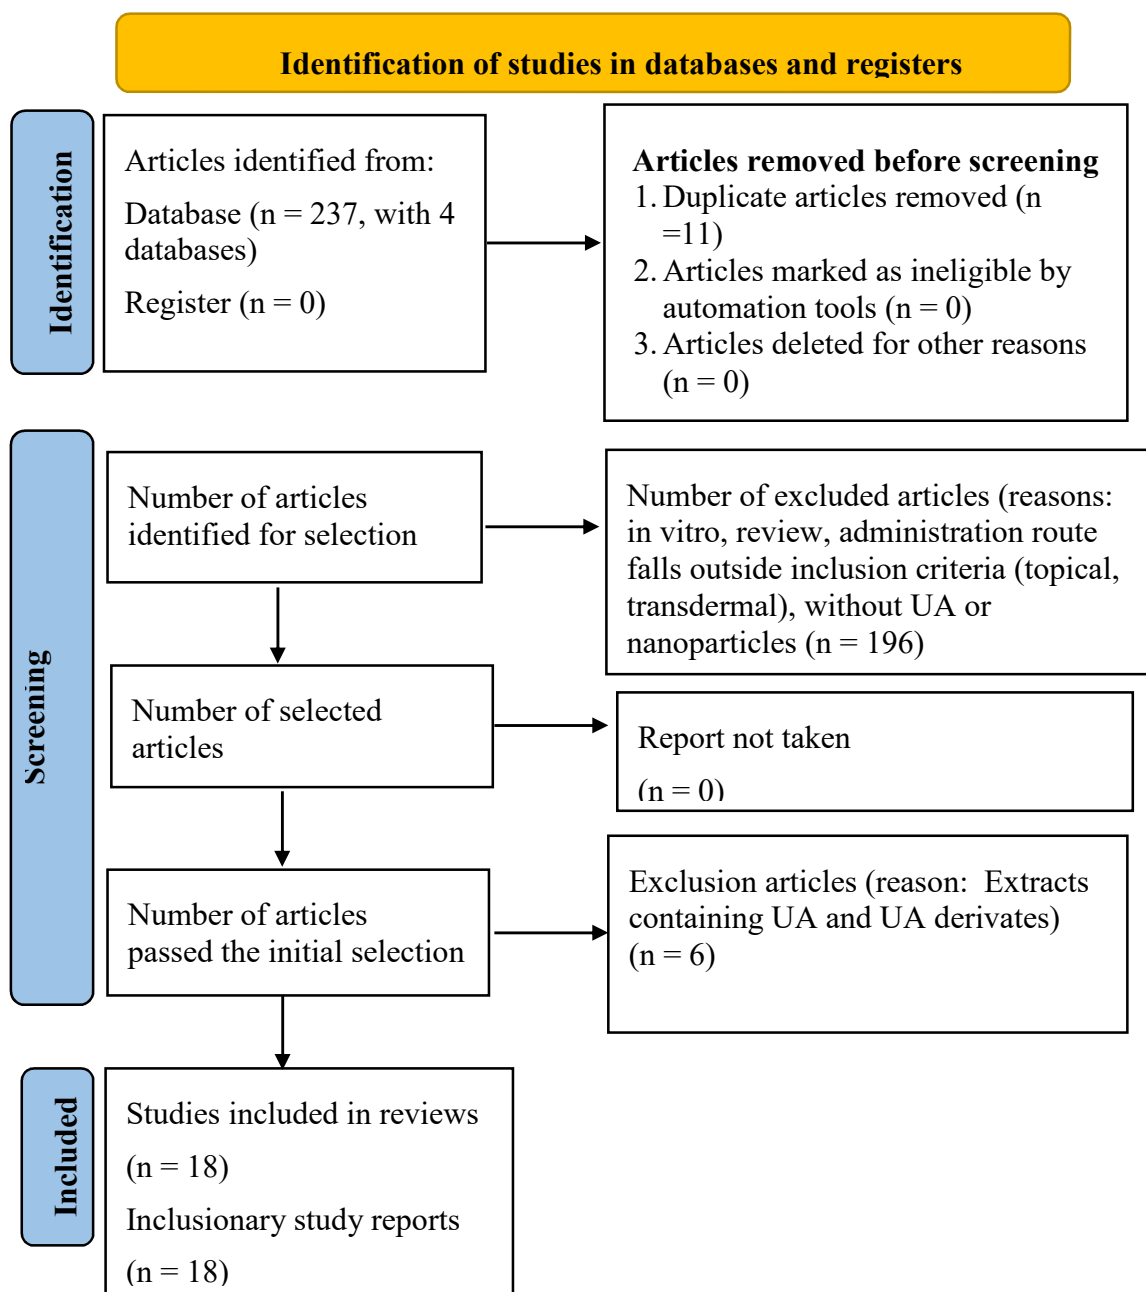 Identification of studies in databases and registers
Identification
Articles identified from:
Database (n = 237, with 4
databases)
Register (n = 0)
Articles removed before screening
1. Duplicate articles removed (n
=11)
2. Articles marked as ineligible by
automation tools (n = 0)
3. Articles deleted for other reasons
(n = 0)
Screening
Number of articles
identified for selection
Number of excluded articles (reasons:
in vitro, review, administration route
falls outside inclusion criteria (topical,
transdermal), without UA or
nanoparticles (n = 196)
Number of selected
articles
Report not taken
(n = 0)
Number of articles
passed the initial selection
Exclusion articles (reason: Extracts
containing UA and UA derivates)
(n = 6)
Included
Studies included in reviews
(n = 18)
Inclusionary study reports
(n = 18)